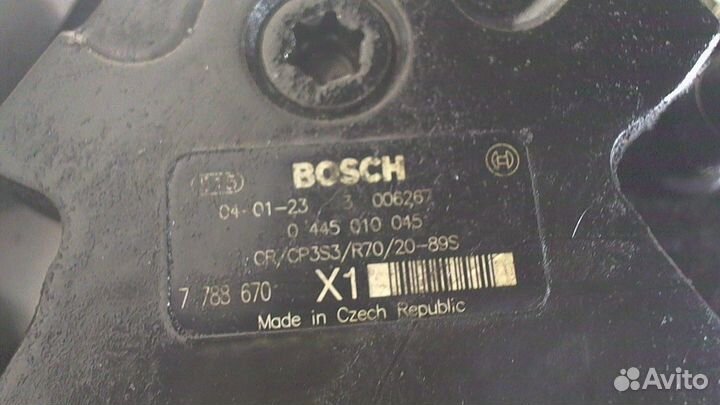 BOSCH
04-01-23 3 006267
0 445 010 045
CR/CP3S3/R70/20-89S
7 788 670 X1
Made in Czech Republic
Avito